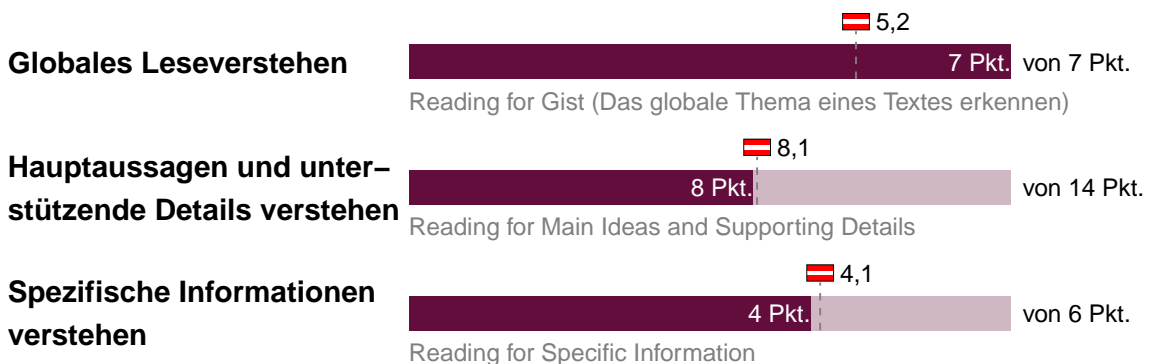 5,2
Globales Leseverstehen
7 Pkt. von 7 Pkt.
Reading for Gist (Das globale Thema eines Textes erkennen)
8,1
Hauptaussagen und unter−
stützende Details verstehen
8 Pkt. von 14 Pkt.
Reading for Main Ideas and Supporting Details
4,1
Spezifische Informationen
verstehen
4 Pkt. von 6 Pkt.
Reading for Specific Information